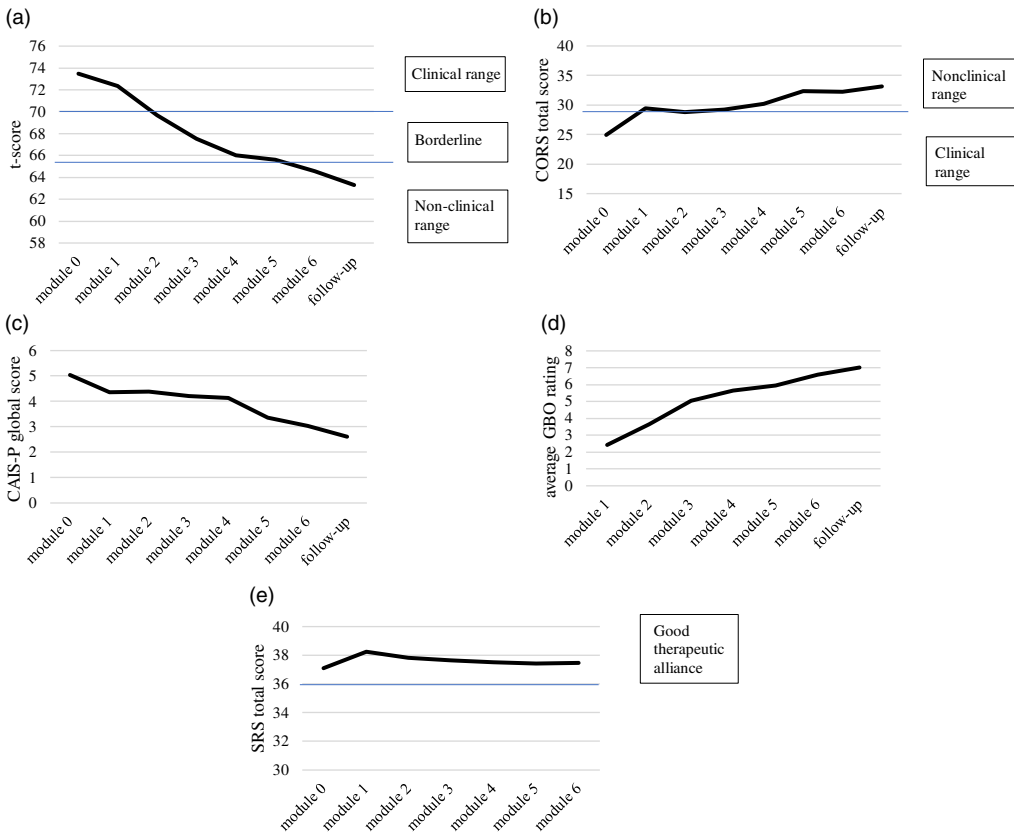 (a)
76
74
72
70
68
66
64
62
60
58
t-score
module 0
module 1
module 2
module 3
module 4
module 5
module 6
follow-up
Clinical range
Borderline
Non-clinical
range
(b)
40
35
30
25
20
15
CORS total score
module 0
module 1
module 2
module 3
module 4
module 5
module 6
follow-up
Nonclinical
range
Clinical
range
(c)
6
5
4
3
2
1
0
CAIS-P global score
module 0
module 1
module 2
module 3
module 4
module 5
module 6
follow-up
(d)
8
7
6
5
4
3
2
1
0
average GBO rating
module 1
module 2
module 3
module 4
module 5
module 6
follow-up
(e)
40
38
36
34
32
30
SRS total score
module 0
module 1
module 2
module 3
module 4
module 5
module 6
Good
therapeutic
alliance